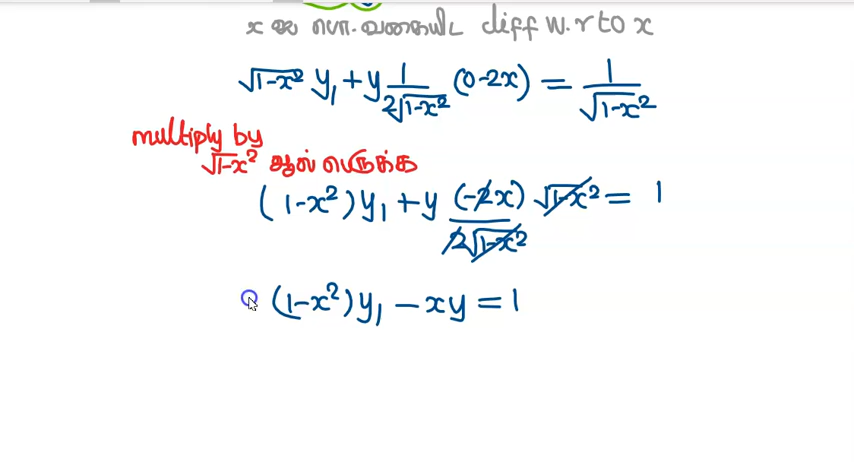 x ஐ பொ. வகையிட diff w.r to x
√1-x² y₁ + y 1/2√1-x² (0-2x) = 1/√1-x²
multiply by
√1-x² ஆல் பெருக்க
(1-x²)y₁ + y (-2x)/2√1-x² √1-x² = 1
(1-x²)y₁ - xy = 1